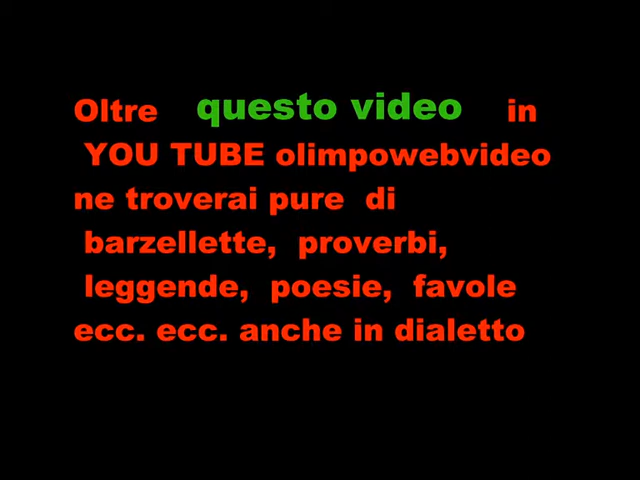 Oltre questo video in
YOU TUBE olimpowebvideo
ne troverai pure di
barzellette, proverbi,
leggende, poesie, favole
ecc. ecc. anche in dialetto